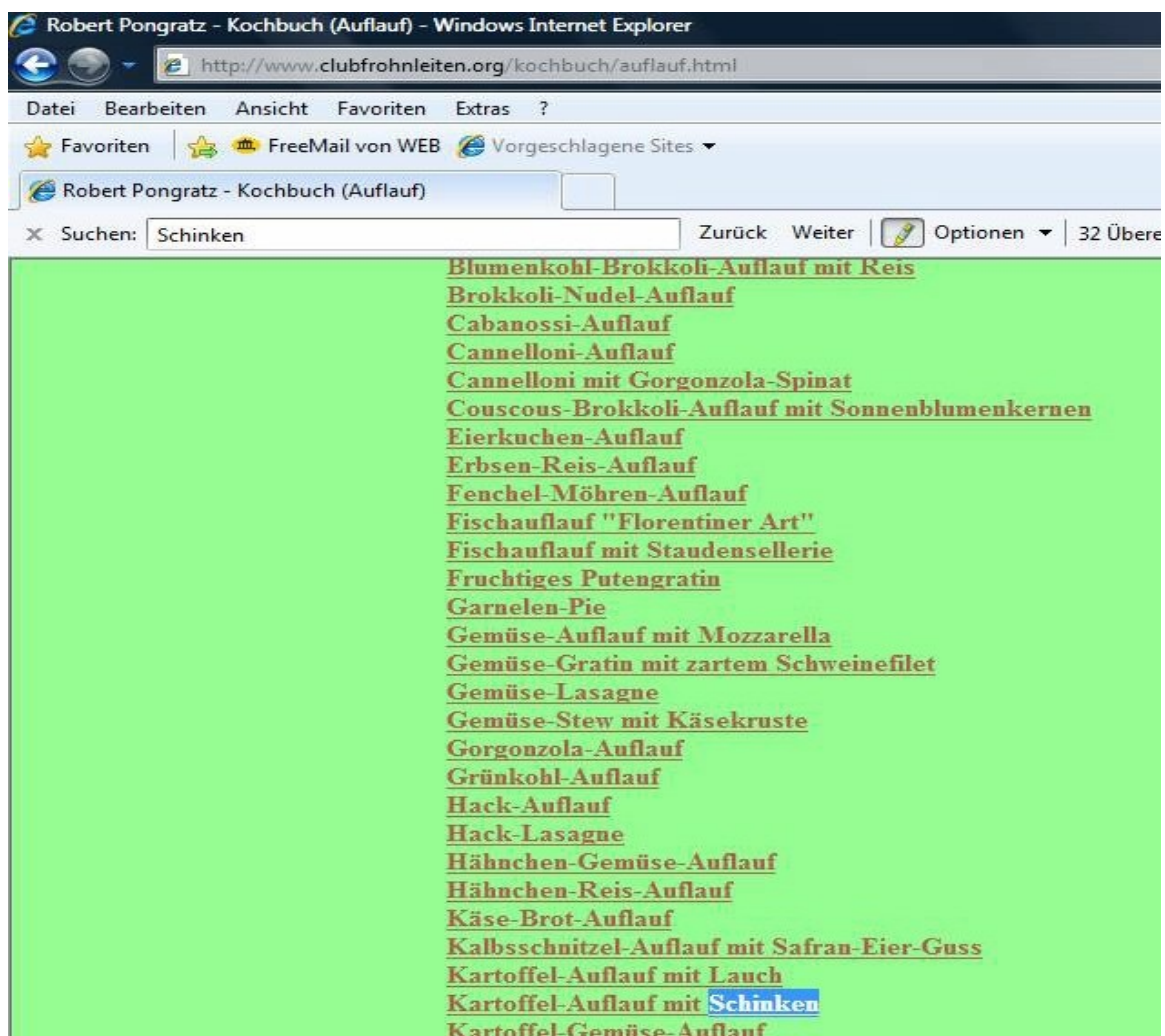 Robert Pongratz - Kochbuch (Auflauf) - Windows Internet Explorer
http://www.clubfrohnleiten.org/kochbuch/auflauf.html
Datei Bearbeiten Ansicht Favoriten Extras ?
Favoriten FreeMail von WEB Vorgeschlagene Sites
Robert Pongratz - Kochbuch (Auflauf)
x Suchen: Schinken Zurück Weiter Optionen 32 Übere
Blumenkohl-Brokkoli-Auflauf mit Reis
Brokkoli-Nudel-Auflauf
Cabanossi-Auflauf
Cannelloni-Auflauf
Cannelloni mit Gorgonzola-Spinat
Couscous-Brokkoli-Auflauf mit Sonnenblumenkernen
Eierkuchen-Auflauf
Erbsen-Reis-Auflauf
Fenchel-Möhren-Auflauf
Fischauflauf "Florentiner Art"
Fischauflauf mit Staudensellerie
Fruchtiges Putengratin
Garnelen-Pie
Gemüse-Auflauf mit Mozzarella
Gemüse-Gratin mit zartem Schweinefilet
Gemüse-Lasagne
Gemüse-Stew mit Käsekruste
Gorgonzola-Auflauf
Grünkohl-Auflauf
Hack-Auflauf
Hack-Lasagne
Hähnchen-Gemüse-Auflauf
Hähnchen-Reis-Auflauf
Käse-Brot-Auflauf
Kalbsschnitzel-Auflauf mit Safran-Eier-Guss
Kartoffel-Auflauf mit Lauch
Kartoffel-Auflauf mit Schinken
Kartoffel-Gemüse-Auflauf